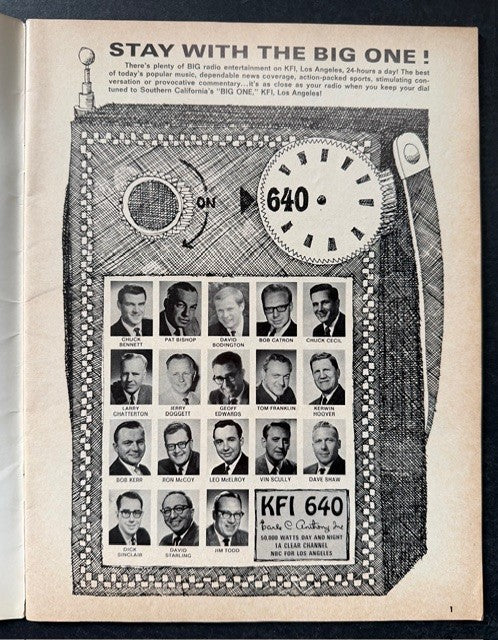 STAY WITH THE BIG ONE!
There's plenty of BIG radio entertainment on KFI, Los Angeles, 24-hours a day! The best
of today's popular music, dependable news coverage, action-packed sports, stimulating con-
versation or provocative commentary...it's as close as your radio when you keep your dial
tuned to Southern California's "BIG ONE," KFI, Los Angeles!
ON
640
CHUCK
BENNETT
PAT BISHOP
DAVID
BODINGTON
BOB CATRON
CHUCK CECIL
LARRY
CHATTERTON
JERRY
DOGGETT
GEOFF
EDWARDS
TOM FRANKLIN
KERWIN
HOOVER
BOB KERR
RON McCOY
LEO McELROY
VIN SCULLY
DAVE SHAW
DICK
SINCLAIR
DAVID
STARLING
JIM TODD
KFI 640
Earle C Anthony Inc
50,000 WATTS DAY AND NIGHT
1A CLEAR CHANNEL
NBC FOR LOS ANGELES
1